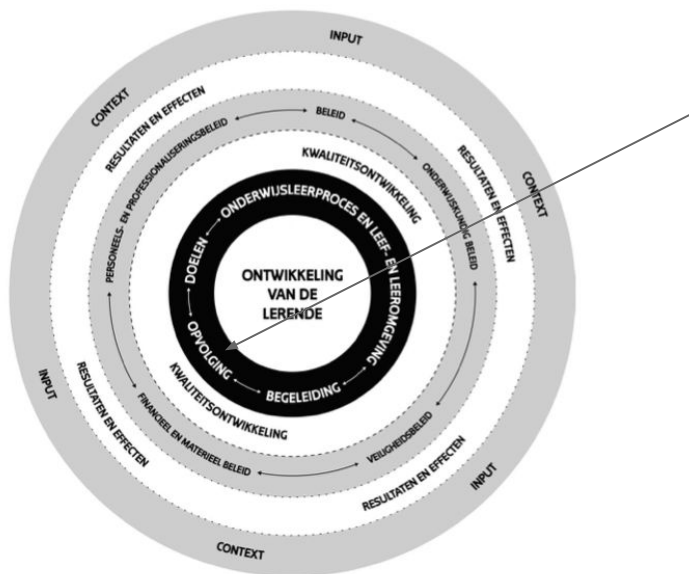 INPUT
CONTEXT
INPUT
CONTEXT
INPUT
CONTEXT
RESULTATEN EN EFFECTEN
RESULTATEN EN EFFECTEN
RESULTATEN EN EFFECTEN
RESULTATEN EN EFFECTEN
BELEID
ONDERWIJSKUNDIG BELEID
VEILIGHEIDSBELEID
FINANCIEEL EN MATERIEEL BELEID
PERSONEELS- EN PROFESSIONALISERINGSBELEID
KWALITEITSONTWIKKELING
KWALITEITSONTWIKKELING
ONDERWIJSLEERPROCES EN LEEF- EN LEEROMGEVING
BEGELEIDING
OPVOLGING
DOELEN
ONTWIKKELING
VAN DE
LERENDE